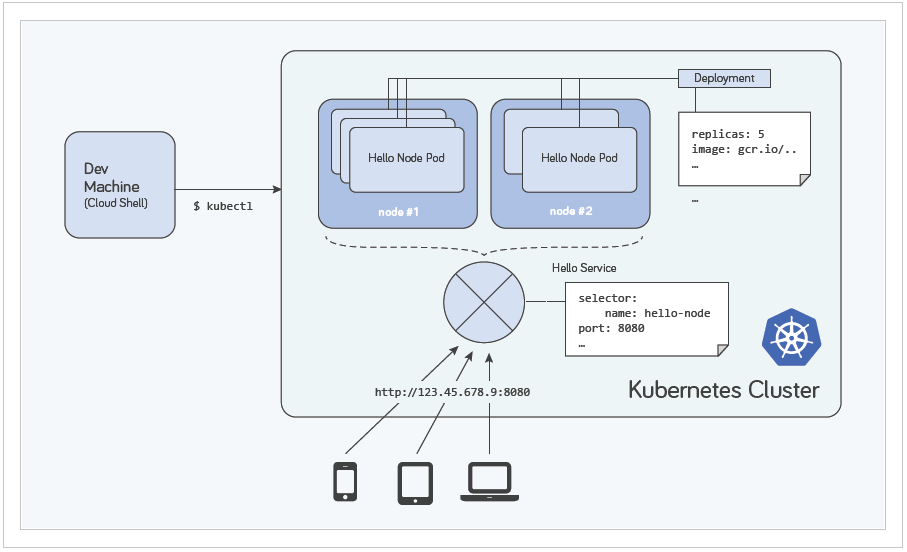 Deployment
replicas: 5
image: gcr.io/..
…
…
Hello Node Pod
Hello Node Pod
node #1
node #2
Dev
Machine
(Cloud Shell)
$ kubectl
Hello Service
selector:
name: hello-node
port: 8080
…
http://123.45.678.9:8080
Kubernetes Cluster